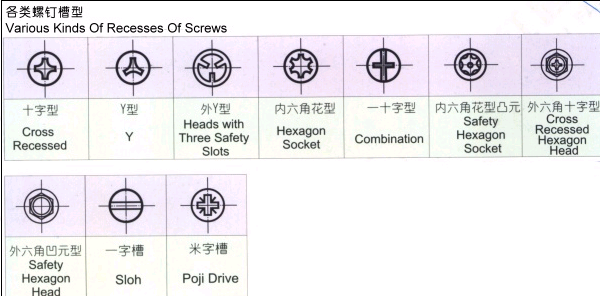 各类螺钉槽型
Various Kinds Of Recesses Of Screws
十字型
Cross
Recessed
Y型
Y
外Y型
Heads with
Three Safety
Slots
内六角花型
Hexagon
Socket
一十字型
Combination
内六角花型凸元
Safety
Hexagon
Socket
外六角十字型
Cross
Recessed
Hexagon
Head
外六角凹元型
Safety
Hexagon
Head
一字槽
Sloh
米字槽
Poji Drive